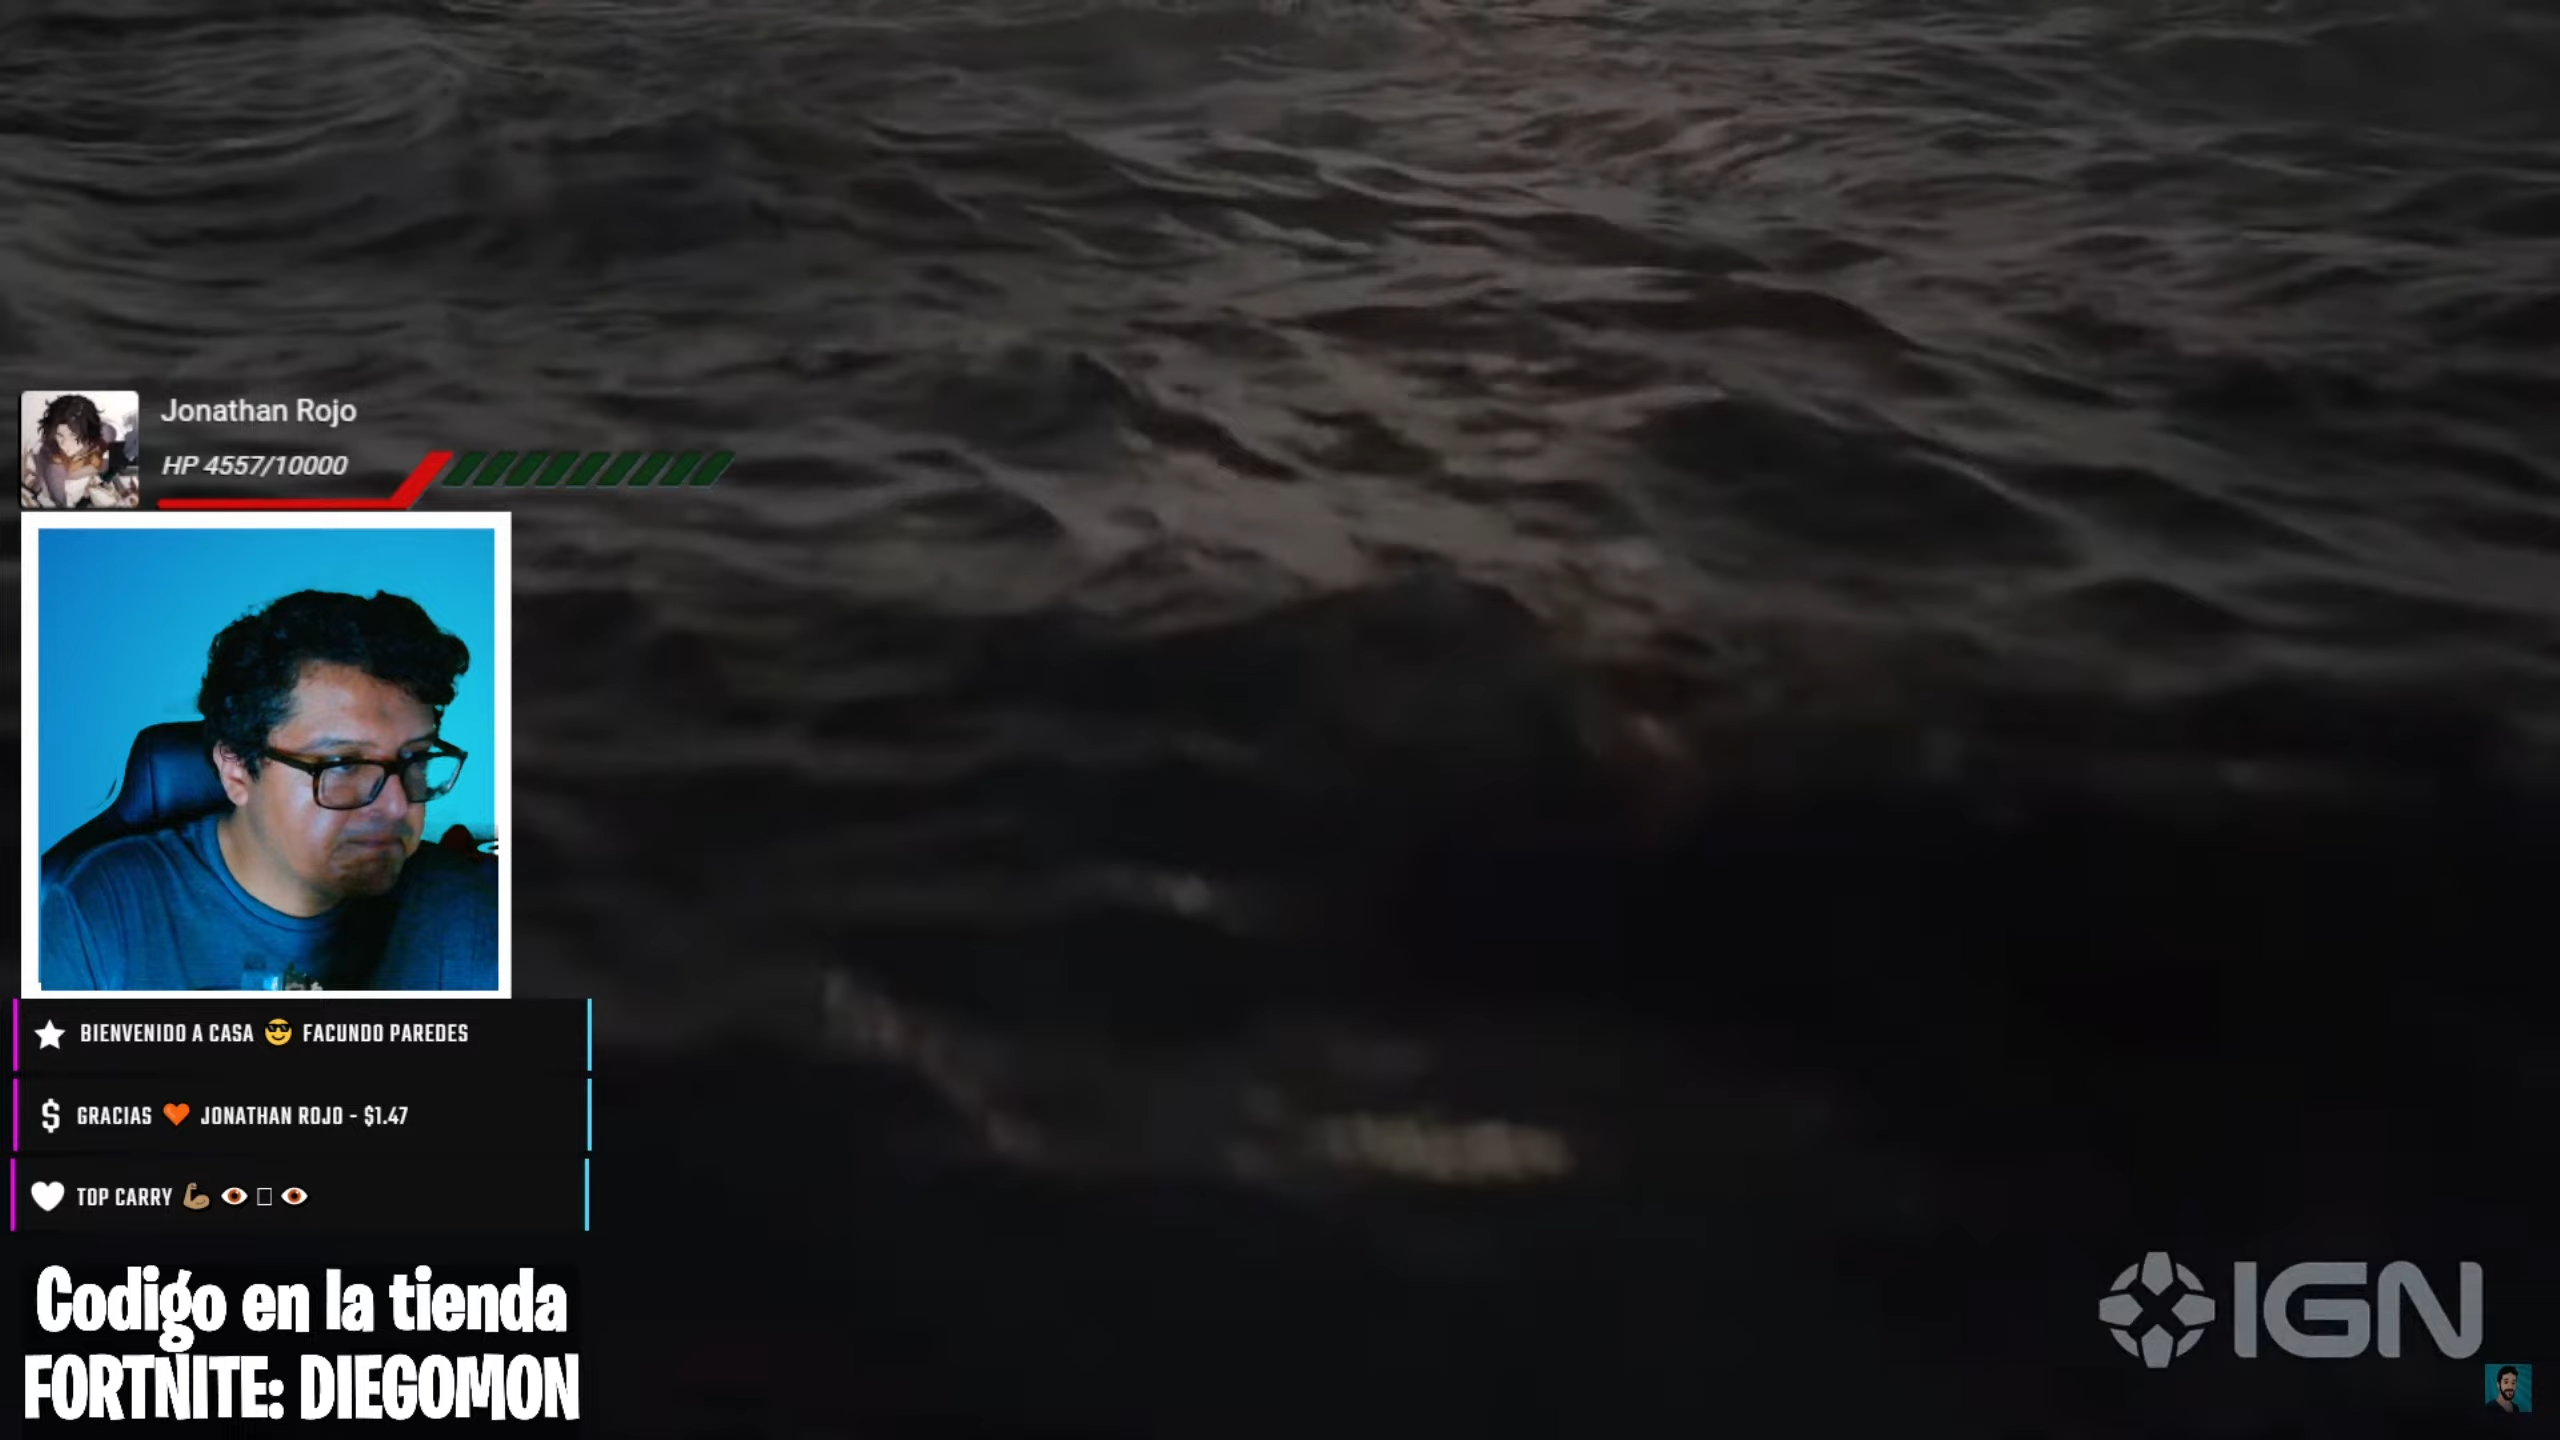 Jonathan Rojo
HP 4557/10000
BIENVENIDO A CASA 😎 FACUNDO PAREDES
GRACIAS 🧡 JONATHAN ROJO - $1.47
TOP CARRY 💪🏽 👁 □ 👁
Codigo en la tienda
FORTNITE: DIEGOMON
IGN